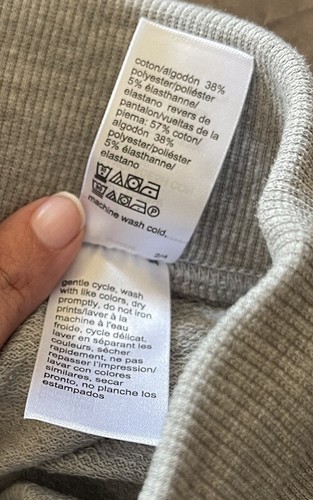 coton/algodón 38%
polyester/poliéster
5% élasthanne/
elastano revers de
pantalon/vueltas de la
pierna: 57% coton/
algodón 38%
polyester/poliéster
5% élasthanne/
elastano
machine wash cold,
2/4
gentle cycle, wash
with like colors, dry
promptly, do not iron
prints/laver à la
machine à l'eau
froide, cycle délicat,
laver en séparant les
couleurs, sécher
rapidement, ne pas
repasser l'impression/
lavar con colores
similares, secar
pronto, no planche los
estampados